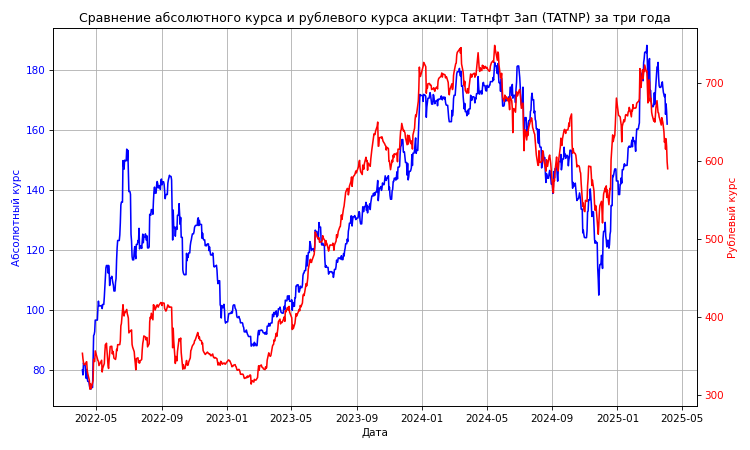 Сравнение абсолютного курса и рублевого курса акции: Татнфт 3ап (TATNP) за три года
Абсолютный курс
180
160
140
120
100
80
700
600
500
400
300
Рублевый курс
2022-05 2022-09 2023-01 2023-05 2023-09 2024-01 2024-05 2024-09 2025-01 2025-05
Дата